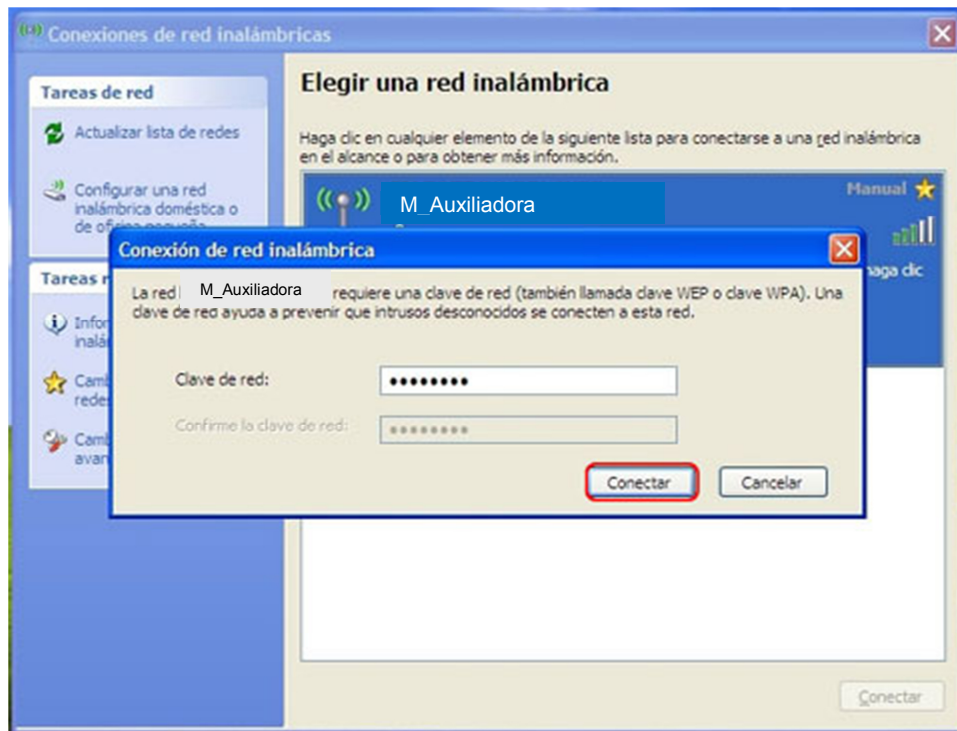 Conexiones de red inalámbricas
Tareas de red
Actualizar lista de redes
Configurar una red
inalámbrica doméstica o
de
Tareas
Elegir una red inalámbrica
Haga clic en cualquier elemento de la siguiente lista para conectarse a una red inalámbrica
en el alcance o para obtener más información.
M_Auxiliadora
Manual
haga clic
Conexión de red inalámbrica
La red M_Auxiliadora requiere una clave de red (también llamada clave WEP o clave WPA). Una
clave de red ayuda a prevenir que intrusos desconocidos se conecten a esta red.
Clave de red:
Confirme la clave de red:
Conectar
Cancelar
Conectar